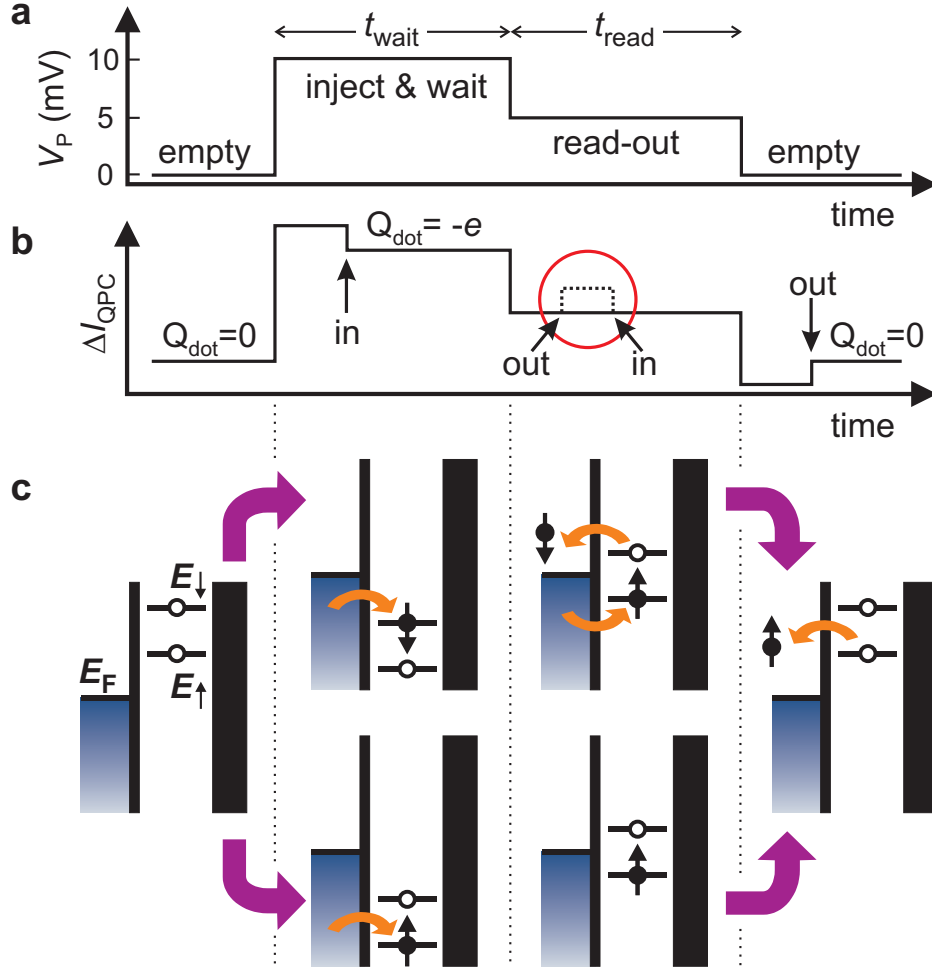 a
t_wait
t_read
10
5
0
V_P (mV)
inject & wait
empty
read-out
empty
time
b
Q_dot= -e
out
ΔI_QPC
Q_dot=0
in
out
in
Q_dot=0
time
c
E↓
E_F
E↑